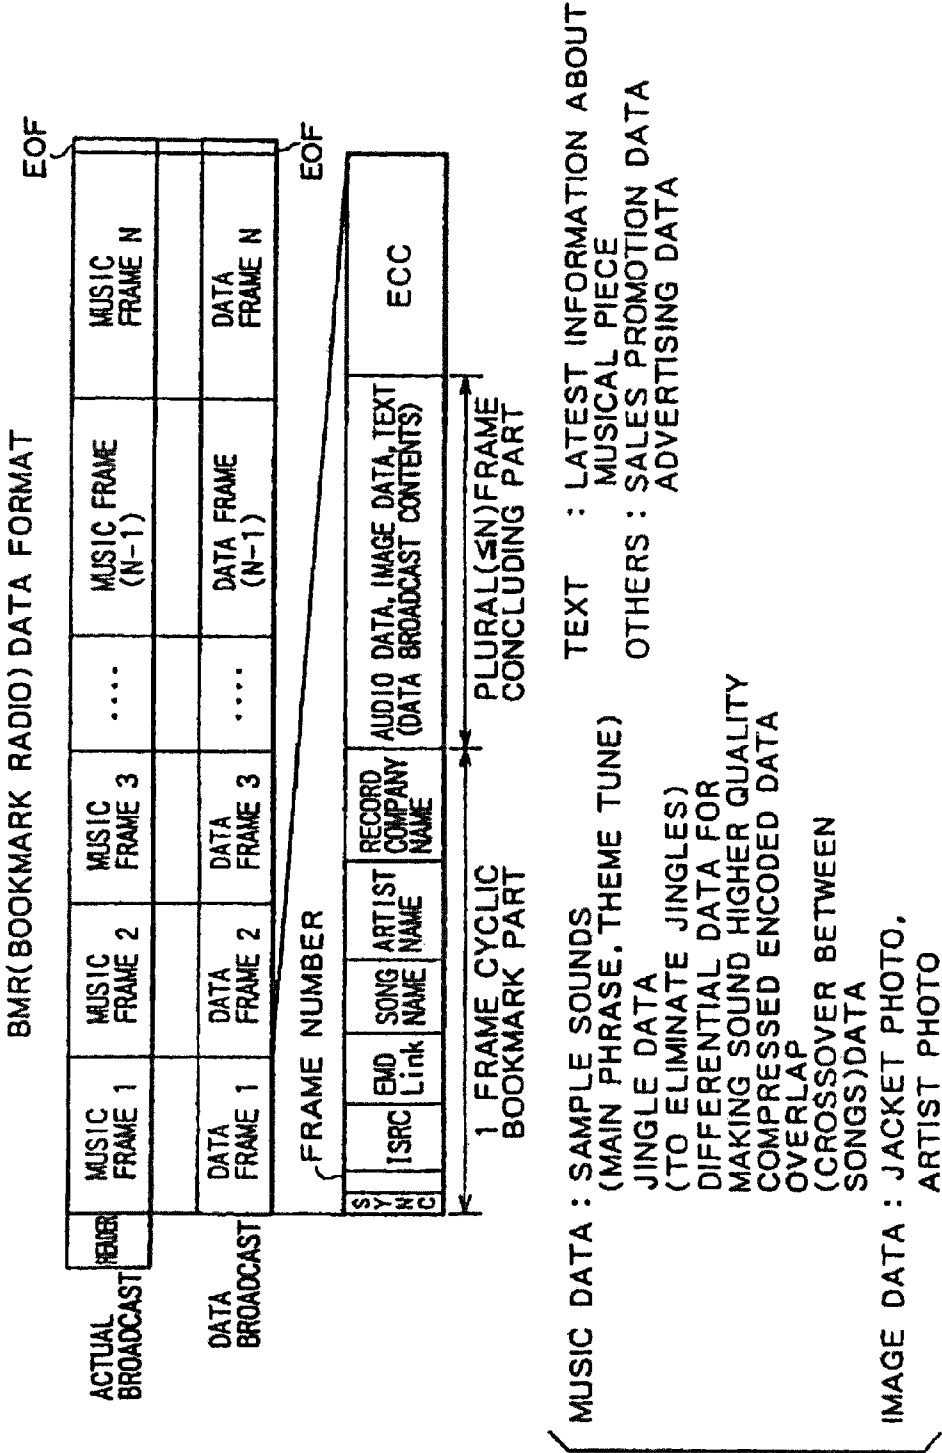 BMR(BOOKMARK RADIO) DATA FORMAT
EOF
ACTUAL
BROADCAST
READER
MUSIC
FRAME 1
MUSIC
FRAME 2
MUSIC
FRAME 3
....
MUSIC FRAME
(N-1)
MUSIC
FRAME N
DATA
BROADCAST
DATA
FRAME 1
DATA
FRAME 2
DATA
FRAME 3
....
DATA FRAME
(N-1)
DATA
FRAME N
EOF
FRAME NUMBER
SYNC
ISRC
EMD
Link
SONG
NAME
ARTIST
NAME
RECORD
COMPANY
NAME
AUDIO DATA, IMAGE DATA, TEXT
(DATA BROADCAST CONTENTS)
ECC
1 FRAME CYCLIC
BOOKMARK PART
PLURAL(≤N)FRAME
CONCLUDING PART
MUSIC DATA : SAMPLE SOUNDS
(MAIN PHRASE. THEME TUNE)
JINGLE DATA
(TO ELIMINATE JINGLES)
DIFFERENTIAL DATA FOR
MAKING SOUND HIGHER QUALITY
COMPRESSED ENCODED DATA
OVERLAP
(CROSSOVER BETWEEN
SONGS)DATA
IMAGE DATA : JACKET PHOTO,
ARTIST PHOTO
TEXT : LATEST INFORMATION ABOUT
MUSICAL PIECE
OTHERS : SALES PROMOTION DATA
ADVERTISING DATA